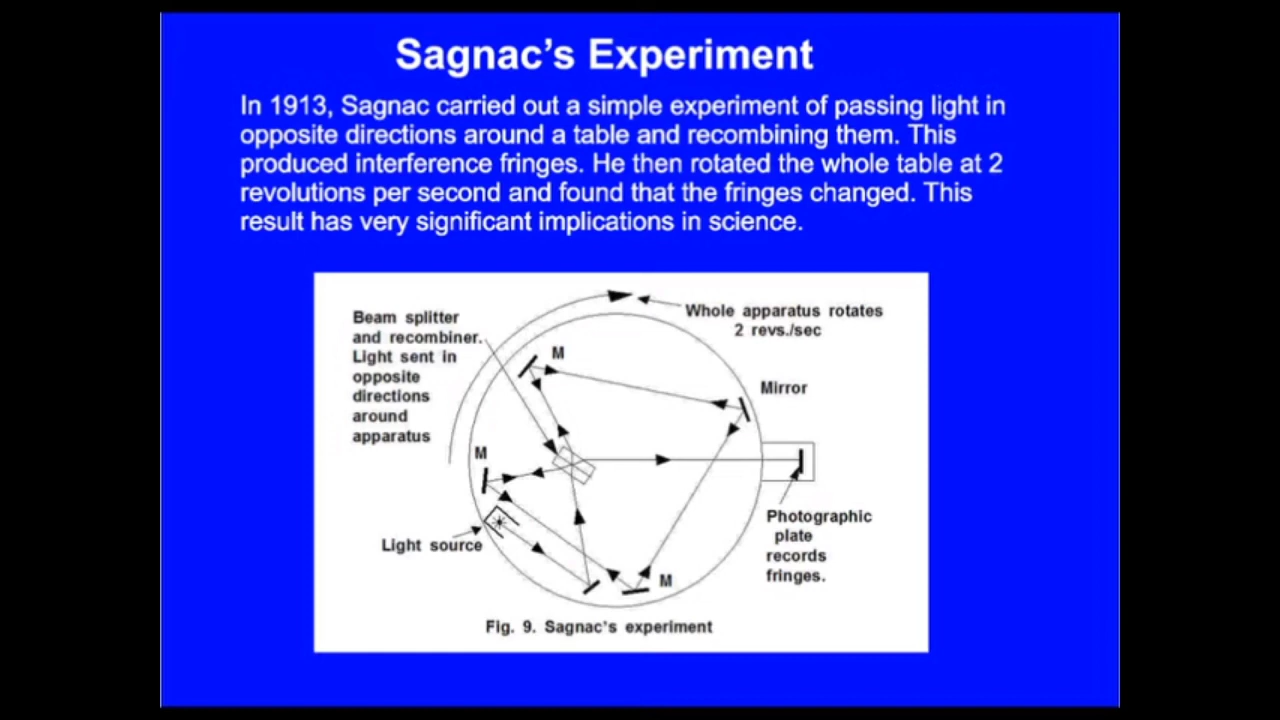 Sagnac's Experiment
In 1913, Sagnac carried out a simple experiment of passing light in
opposite directions around a table and recombining them. This
produced interference fringes. He then rotated the whole table at 2
revolutions per second and found that the fringes changed. This
result has very significant implications in science.
Beam splitter
and recombiner.
Light sent in
opposite
directions
around
apparatus
Whole apparatus rotates
2 revs./sec
M
Mirror
M
Light source
M
Photographic
plate
records
fringes.
Fig. 9. Sagnac's experiment